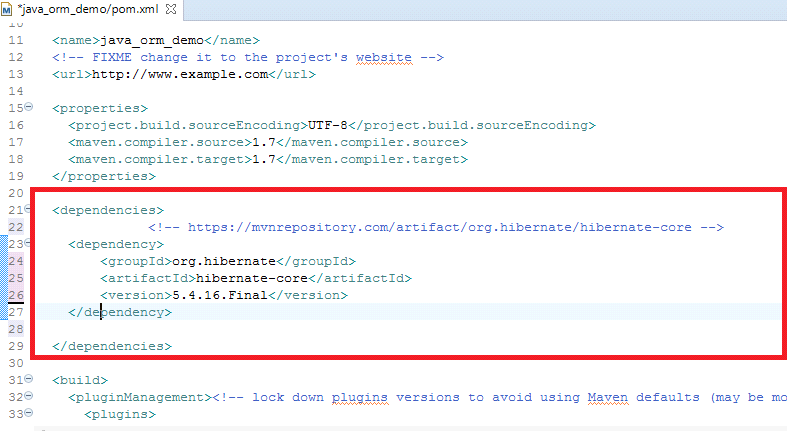 *java_orm_demo/pom.xml
10
11 <name>java_orm_demo</name>
12 <!-- FIXME change it to the project's website -->
13 <url>http://www.example.com</url>
14
15 <properties>
16 <project.build.sourceEncoding>UTF-8</project.build.sourceEncoding>
17 <maven.compiler.source>1.7</maven.compiler.source>
18 <maven.compiler.target>1.7</maven.compiler.target>
19 </properties>
20
21 <dependencies>
22 <!-- https://mvnrepository.com/artifact/org.hibernate/hibernate-core -->
23 <dependency>
24 <groupId>org.hibernate</groupId>
25 <artifactId>hibernate-core</artifactId>
26 <version>5.4.16.Final</version>
27 </dependency>
28
29 </dependencies>
30
31 <build>
32 <pluginManagement><!-- lock down plugins versions to avoid using Maven defaults (may be mo
33 <plugins>